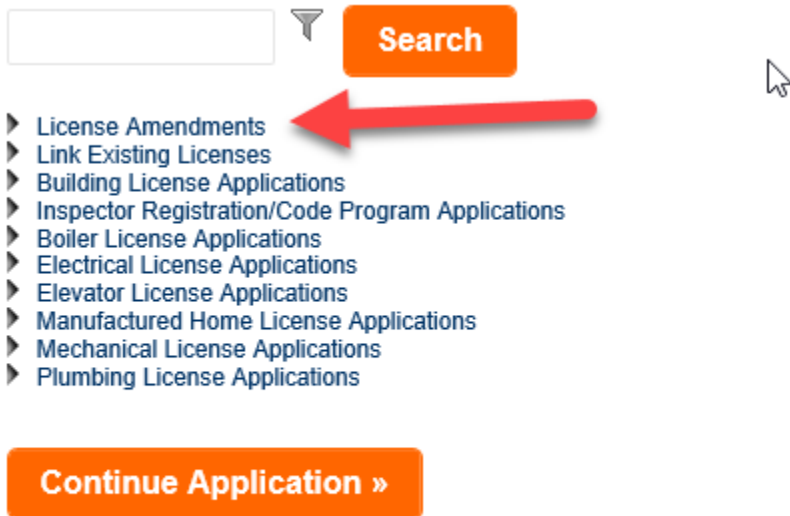 Search
License Amendments
Link Existing Licenses
Building License Applications
Inspector Registration/Code Program Applications
Boiler License Applications
Electrical License Applications
Elevator License Applications
Manufactured Home License Applications
Mechanical License Applications
Plumbing License Applications
Continue Application »